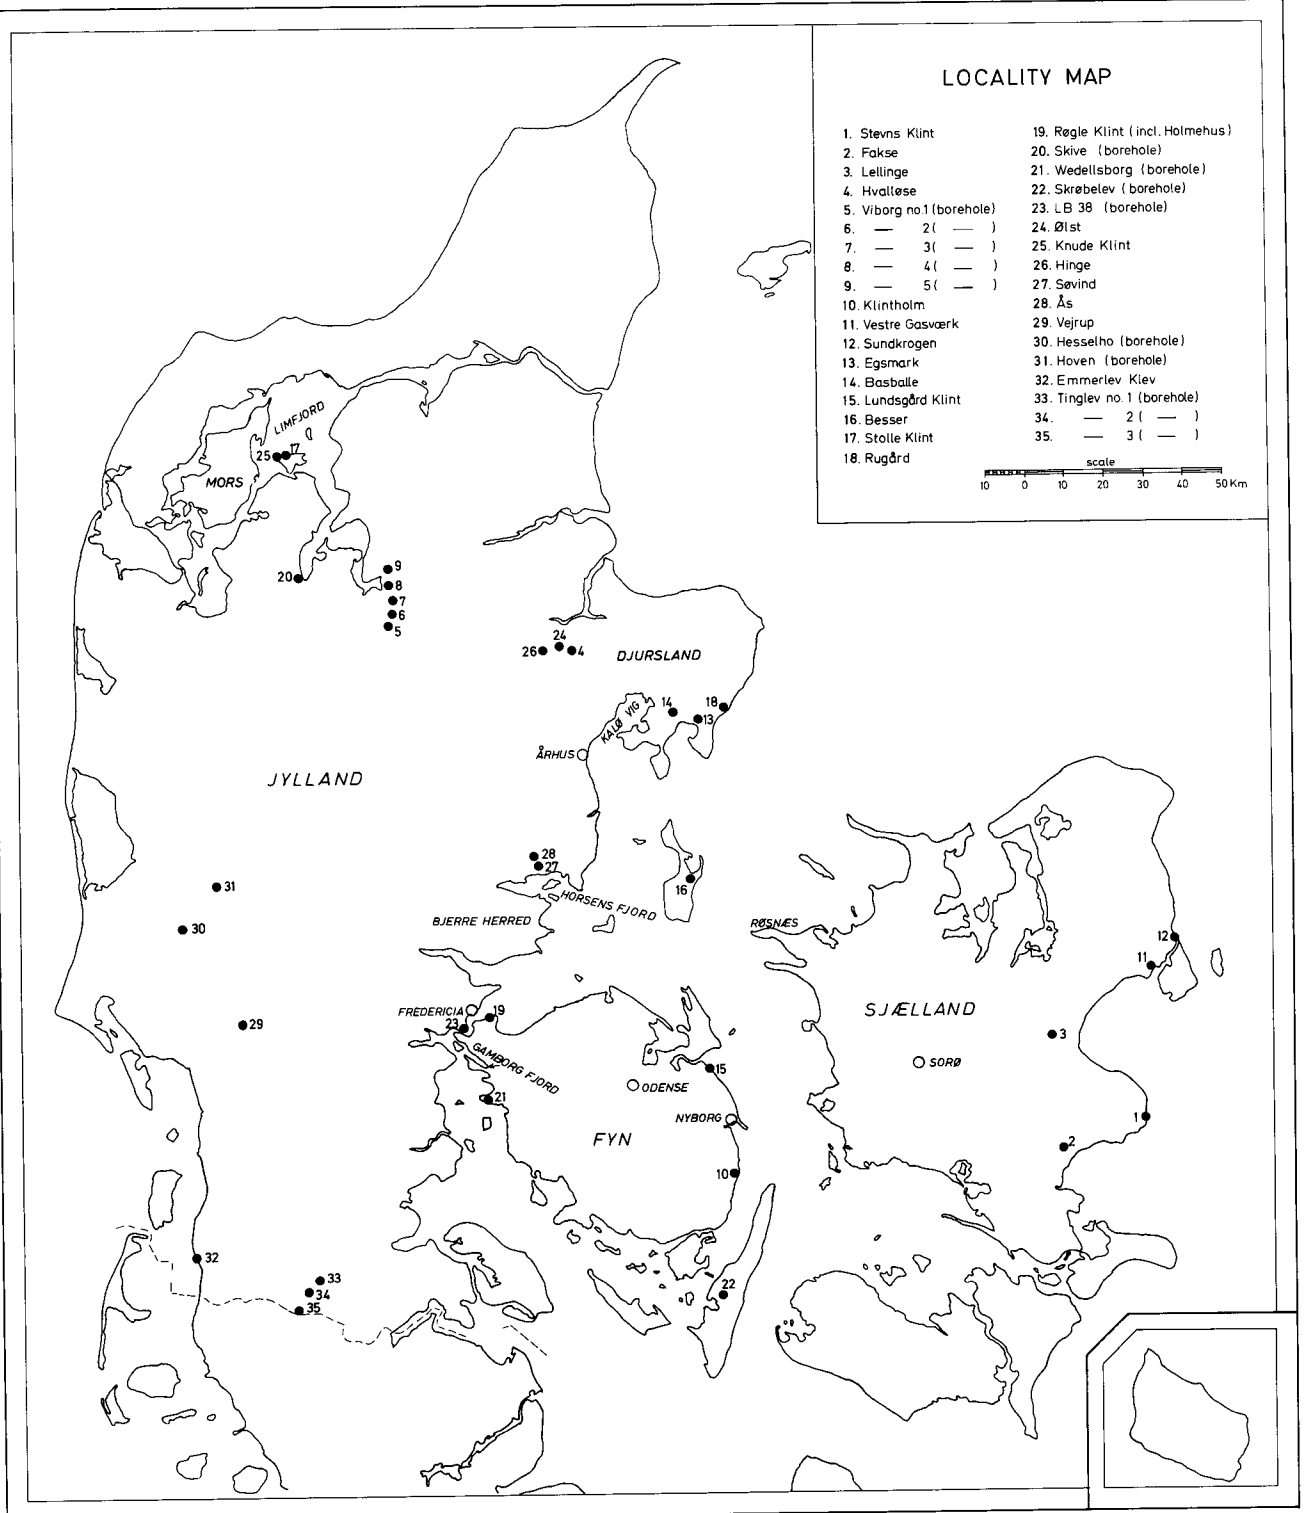 LOCALITY MAP
1. Stevns Klint
2. Fakse
3. Lellinge
4. Hvalløse
5. Viborg no.1 (borehole)
6. — 2 ( — )
7. — 3 ( — )
8. — 4 ( — )
9. — 5 ( — )
10. Klintholm
11. Vestre Gasværk
12. Sundkrogen
13. Egsmark
14. Basballe
15. Lundsgård Klint
16. Besser
17. Stolle Klint
18. Rugård
19. Røgle Klint (incl. Holmehus)
20. Skive (borehole)
21. Wedellsborg (borehole)
22. Skrøbelev (borehole)
23. LB 38 (borehole)
24. Ølst
25. Knude Klint
26. Hinge
27. Søvind
28. Ås
29. Vejrup
30. Hesselho (borehole)
31. Hoven (borehole)
32. Emmerlev Klev
33. Tinglev no. 1 (borehole)
34. — 2 ( — )
35. — 3 ( — )
scale
10 0 10 20 30 40 50 Km
LIMFJORD
25 17
MORS
9
20 8
7
6
5
24
26 4
DJURSLAND
14 18
13
KALØ VIG
ÅRHUS
JYLLAND
28
27
16
31
HORSENS FJORD
BJERRE HERRED
RØSNÆS
30
12
11
FREDERICIA
19
SJÆLLAND
29
23
3
GAMBORG FJORD
SORØ
15
ODENSE
21
NYBORG
1
FYN
2
10
32
33
34
22
35